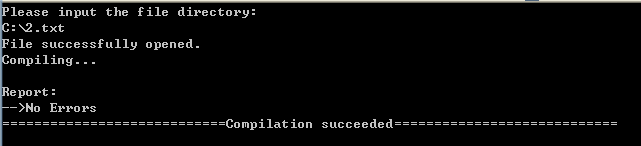 Please input the file directory:
C:\2.txt
File successfully opened.
Compiling...
Report:
-->No Errors
============================Compilation succeeded============================